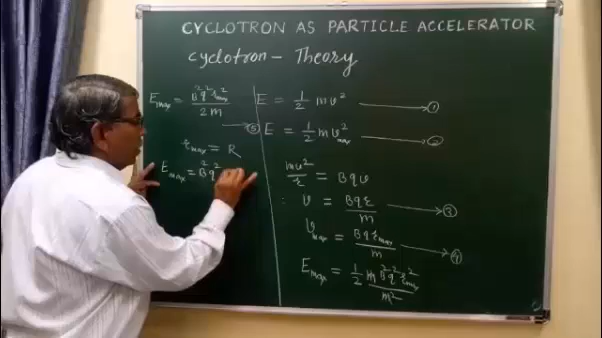 CYCLOTRON AS PARTICLE ACCELERATOR
cyclotron - Theory
E = 1/2 mv² → ①
E = 1/2 mv²max → ②
mv²/r = Bqv
∴ v = Bqr/m → ③
vmax = Bqrmax/m → ④
Emax = 1/2 m B²q²r²max/m²
Emax = B²q²r²max/2m → ⑤
rmax = R
Emax = B²q²